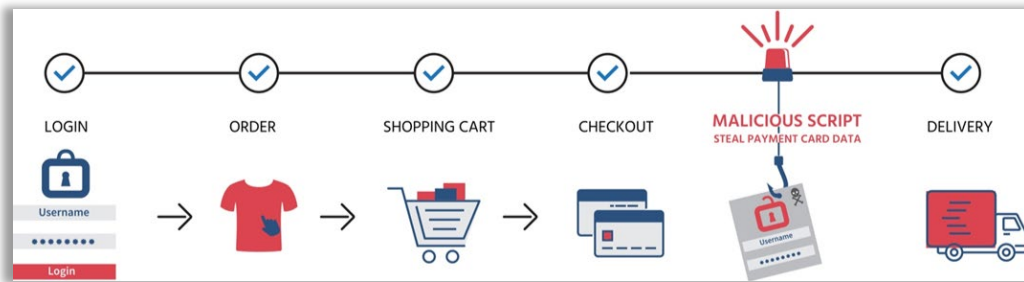 LOGIN
ORDER
SHOPPING CART
CHECKOUT
MALICIOUS SCRIPT
STEAL PAYMENT CARD DATA
DELIVERY
Username
Login
Username